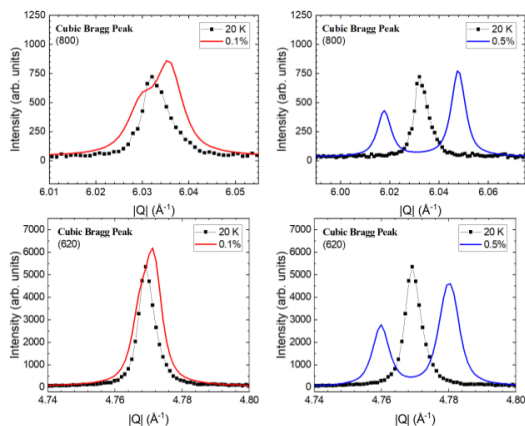 Cubic Bragg Peak
(800)
20 K
0.1%
Intensity (arb. units)
1250
1000
750
500
250
0
6.01 6.02 6.03 6.04 6.05
|Q| (Å-1)
Cubic Bragg Peak
(800)
20 K
0.5%
Intensity (arb. units)
1250
1000
750
500
250
0
6.00 6.02 6.04 6.06
|Q| (Å-1)
Cubic Bragg Peak
(620)
20 K
0.1%
Intensity (arb. units)
7000
6000
5000
4000
3000
2000
1000
0
4.74 4.76 4.78 4.80
|Q| (Å-1)
Cubic Bragg Peak
(620)
20 K
0.5%
Intensity (arb. units)
7000
6000
5000
4000
3000
2000
1000
0
4.74 4.76 4.78 4.80
|Q| (Å-1)